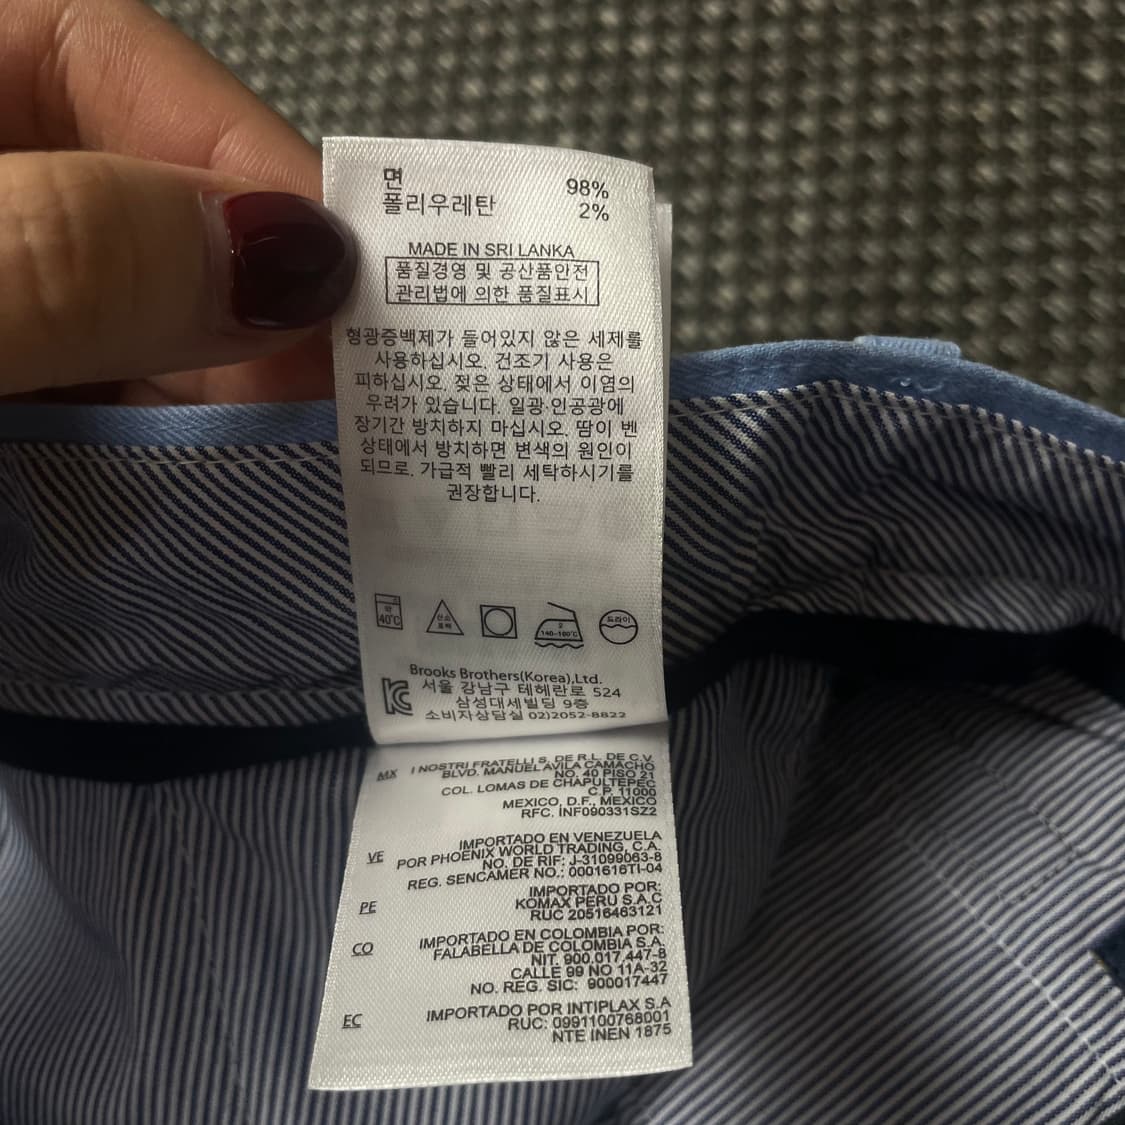 면 98%
폴리우레탄 2%
MADE IN SRI LANKA
품질경영 및 공산품안전
관리법에 의한 품질표시
형광증백제가 들어있지 않은 세제를
사용하십시오. 건조기 사용은
피하십시오. 젖은 상태에서 이염의
우려가 있습니다. 일광·인공광에
장기간 방치하지 마십시오. 땀이 벤
상태에서 방치하면 변색의 원인이
되므로. 가급적 빨리 세탁하시기를
권장합니다.
약
40℃
산소
표백
2
140~160℃
드라이
Brooks Brothers(Korea),Ltd.
서울 강남구 테헤란로 524
삼성대세빌딩 9층
소비자상담실 02)2052-8822
MX I NOSTRI FRATELLI S. DE R.L. DE C.V.
BLVD. MANUEL AVILA CAMACHO
NO. 40 PISO 21
COL. LOMAS DE CHAPULTEPEC
C.P. 11000
MEXICO, D.F., MEXICO
RFC. INF090331SZ2
VE IMPORTADO EN VENEZUELA
POR PHOENIX WORLD TRADING, C.A.
NO. DE RIF: J-31099063-8
REG. SENCAMER NO.: 0001616TI-04
PE IMPORTADO POR:
KOMAX PERU S.A.C
RUC 20516463121
CO IMPORTADO EN COLOMBIA POR:
FALABELLA DE COLOMBIA S.A.
NIT. 900.017.447-8
CALLE 99 NO 11A-32
NO. REG. SIC: 900017447
EC IMPORTADO POR INTIPLAX S.A
RUC: 0991100768001
NTE INEN 1875